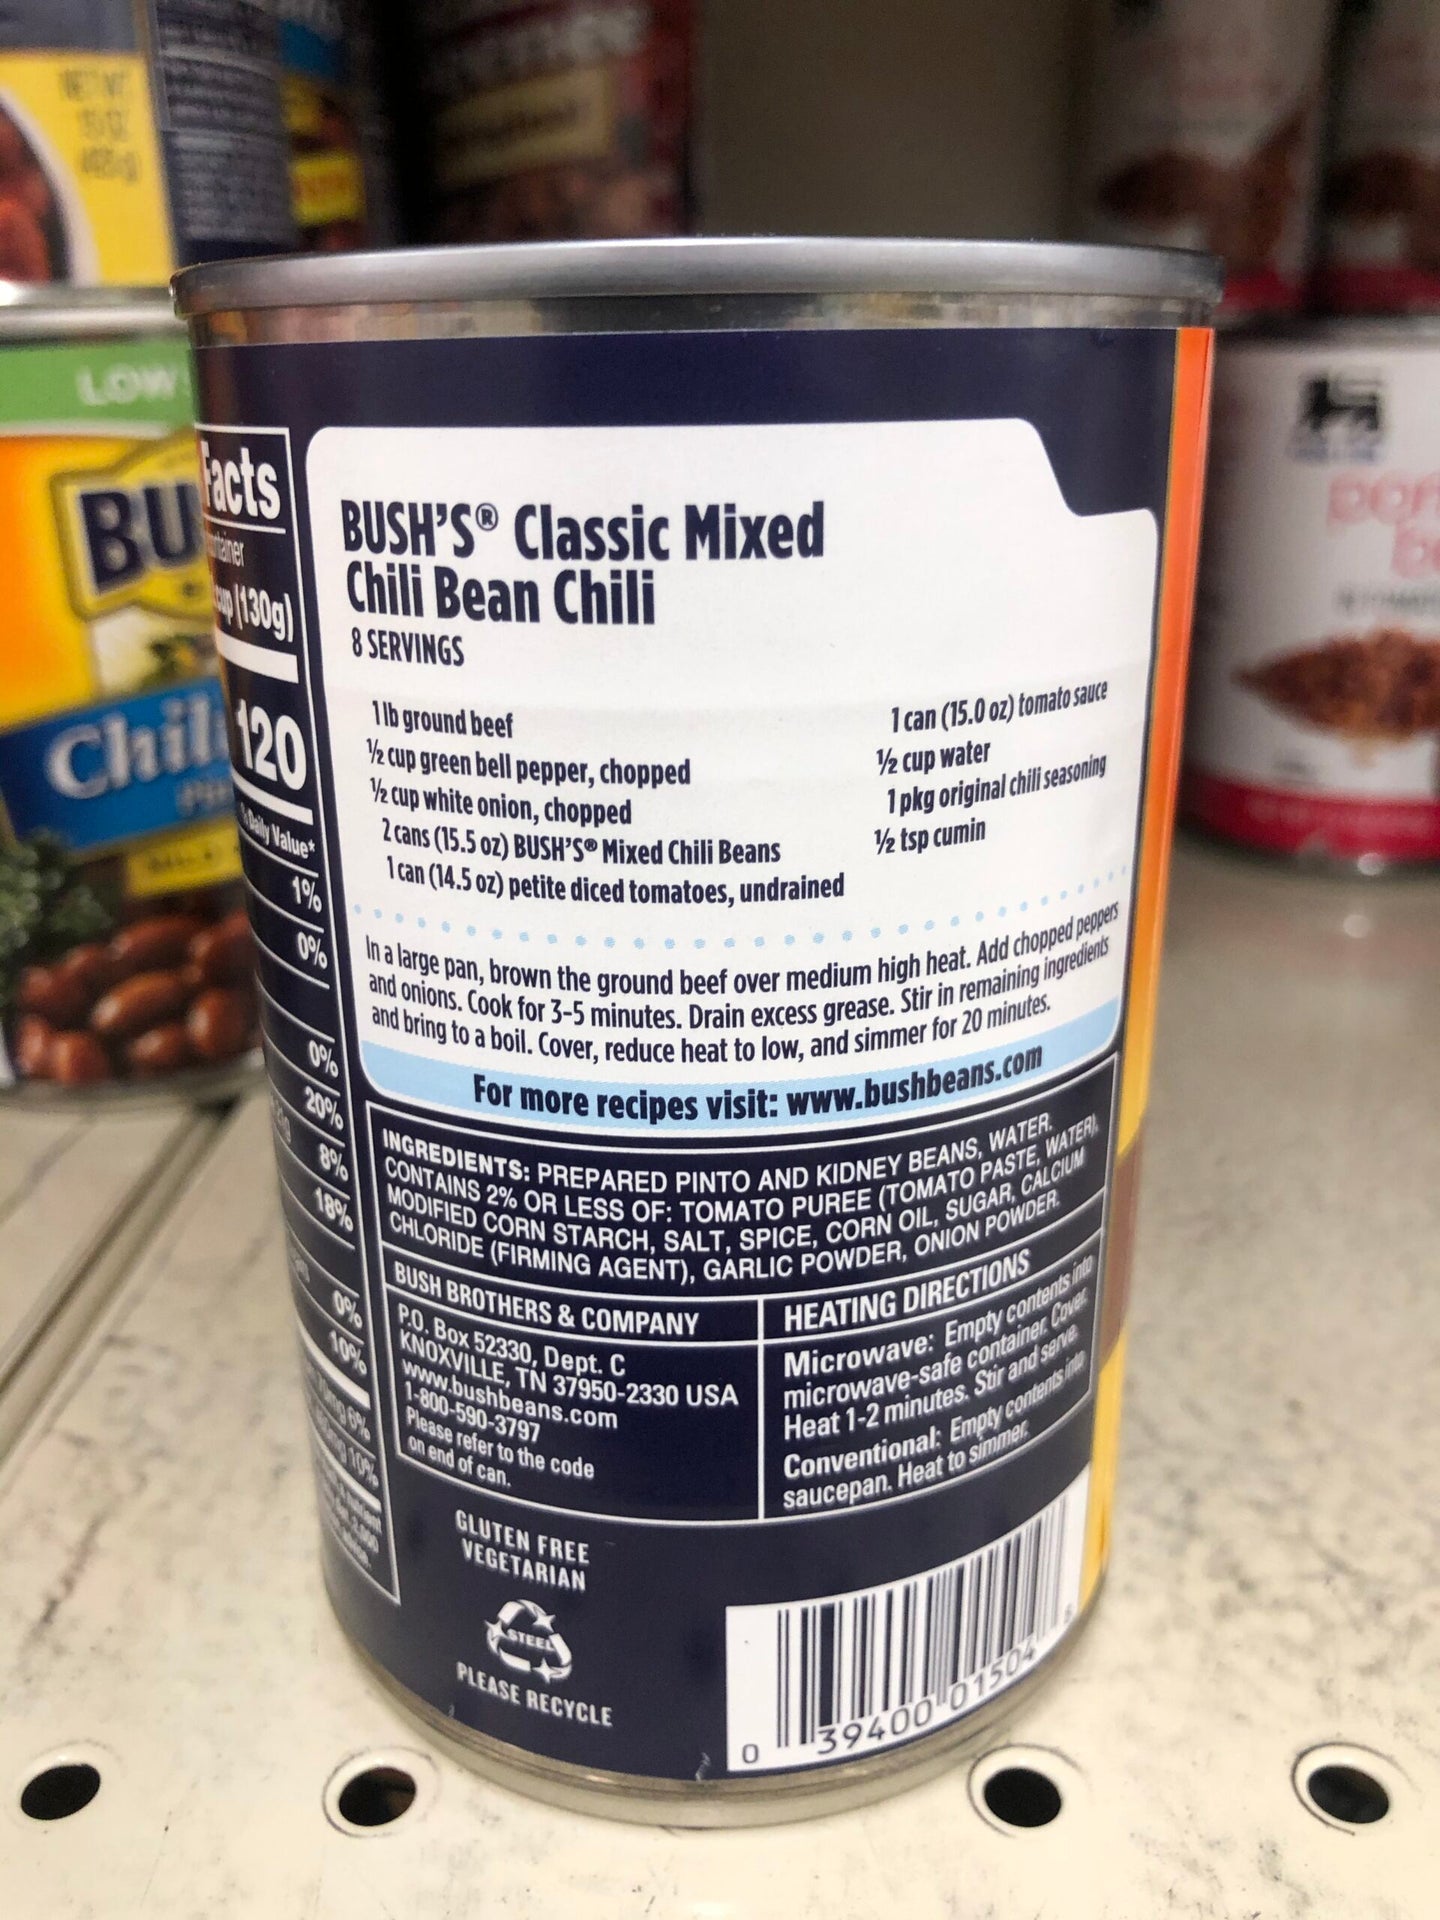 NET WT
LOW
BU
Chili
Facts
(130g)
120
% Daily Value*
1%
0%
0%
20%
8%
18%
0%
10%
6%
10%
BUSH'S® Classic Mixed
Chili Bean Chili
8 SERVINGS
1 lb ground beef
½ cup green bell pepper, chopped
½ cup white onion, chopped
2 cans (15.5 oz) BUSH'S® Mixed Chili Beans
1 can (14.5 oz) petite diced tomatoes, undrained
1 can (15.0 oz) tomato sauce
½ cup water
1 pkg original chili seasoning
½ tsp cumin
In a large pan, brown the ground beef over medium high heat. Add chopped peppers
and onions. Cook for 3-5 minutes. Drain excess grease. Stir in remaining ingredients
and bring to a boil. Cover, reduce heat to low, and simmer for 20 minutes.
For more recipes visit: www.bushbeans.com
INGREDIENTS: PREPARED PINTO AND KIDNEY BEANS, WATER.
CONTAINS 2% OR LESS OF: TOMATO PUREE (TOMATO PASTE, WATER),
MODIFIED CORN STARCH, SALT, SPICE, CORN OIL, SUGAR, CALCIUM
CHLORIDE (FIRMING AGENT), GARLIC POWDER, ONION POWDER.
BUSH BROTHERS & COMPANY
P.O. Box 52330, Dept. C
KNOXVILLE, TN 37950-2330 USA
www.bushbeans.com
1-800-590-3797
Please refer to the code
on end of can.
HEATING DIRECTIONS
Microwave: Empty contents into
microwave-safe container. Cover.
Heat 1-2 minutes. Stir and serve.
Conventional: Empty contents into
saucepan. Heat to simmer.
GLUTEN FREE
VEGETARIAN
STEEL
PLEASE RECYCLE
0 39400 01504 8